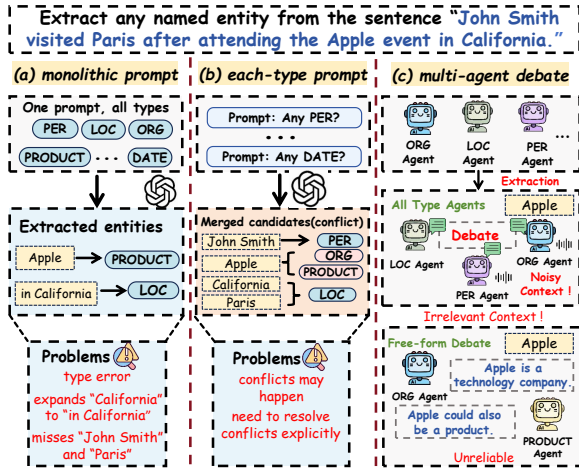 Extract any named entity from the sentence “John Smith
visited Paris after attending the Apple event in California.”
(a) monolithic prompt
One prompt, all types
PER LOC ORG
PRODUCT ... DATE
Extracted entities
Apple PRODUCT
in California LOC
Problems
type error
expands “California”
to “in California”
misses “John Smith”
and “Paris”
(b) each-type prompt
Prompt: Any PER?
...
Prompt: Any DATE?
Merged candidates(conflict)
John Smith PER
Apple ORG
PRODUCT
California
LOC
Paris
Problems
conflicts may
happen
need to resolve
conflicts explicitly
(c) multi-agent debate
ORG LOC PER ...
Agent Agent Agent
Extraction
All Type Agents Apple
Debate
LOC Agent ORG Agent
PER Agent
Noisy
Context !
Irrelevant Context !
Free-form Debate Apple
Apple is a
technology company.
ORG Agent
Apple could also
be a product.
PRODUCT
Agent
Unreliable